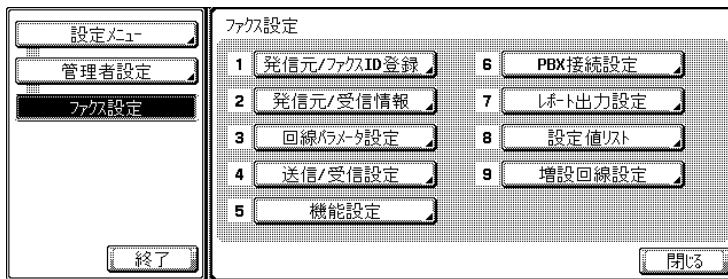 設定ﾒﾆｭｰ
管理者設定
ﾌｧｸｽ設定
終了
ﾌｧｸｽ設定
1 発信元/ﾌｧｸｽID登録
2 発信元/受信情報
3 回線ﾊﾟﾗﾒｰﾀ設定
4 送信/受信設定
5 機能設定
6 PBX接続設定
7 ﾚﾎﾟｰﾄ出力設定
8 設定値ﾘｽﾄ
9 増設回線設定
閉じる